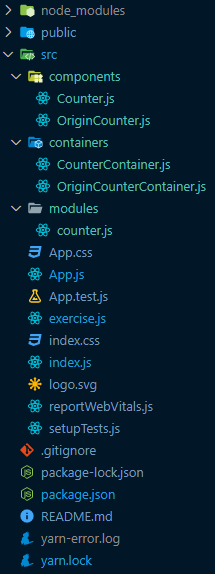 node_modules
public
src
components
Counter.js
OriginCounter.js
containers
CounterContainer.js
OriginCounterContainer.js
modules
counter.js
App.css
App.js
App.test.js
exercise.js
index.css
index.js
logo.svg
reportWebVitals.js
setupTests.js
.gitignore
package-lock.json
package.json
README.md
yarn-error.log
yarn.lock